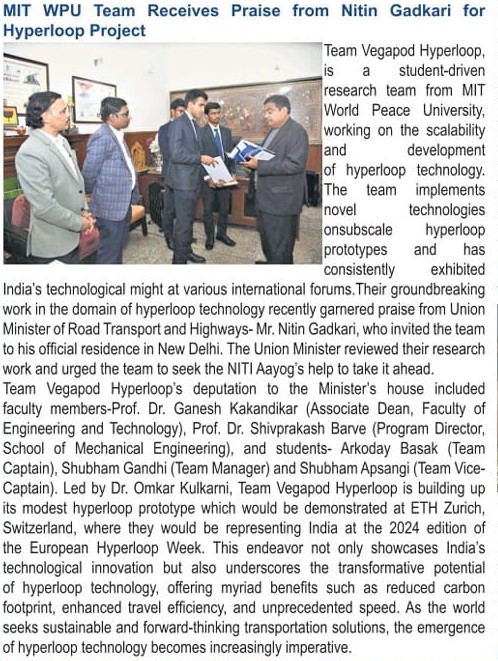 MIT WPU Team Receives Praise from Nitin Gadkari for
Hyperloop Project
Team Vegapod Hyperloop,
is a student-driven
research team from MIT
World Peace University,
working on the scalability
and development
of hyperloop technology.
The team implements
novel technologies
onsubscale hyperloop
prototypes and has
consistently exhibited
India's technological might at various international forums.Their groundbreaking
work in the domain of hyperloop technology recently garnered praise from Union
Minister of Road Transport and Highways- Mr. Nitin Gadkari, who invited the team
to his official residence in New Delhi. The Union Minister reviewed their research
work and urged the team to seek the NITI Aayog's help to take it ahead.
Team Vegapod Hyperloop's deputation to the Minister's house included
faculty members-Prof. Dr. Ganesh Kakandikar (Associate Dean, Faculty of
Engineering and Technology), Prof. Dr. Shivprakash Barve (Program Director,
School of Mechanical Engineering), and students- Arkoday Basak (Team
Captain), Shubham Gandhi (Team Manager) and Shubham Apsangi (Team Vice-
Captain). Led by Dr. Omkar Kulkarni, Team Vegapod Hyperloop is building up
its modest hyperloop prototype which would be demonstrated at ETH Zurich,
Switzerland, where they would be representing India at the 2024 edition of
the European Hyperloop Week. This endeavor not only showcases India's
technological innovation but also underscores the transformative potential
of hyperloop technology, offering myriad benefits such as reduced carbon
footprint, enhanced travel efficiency, and unprecedented speed. As the world
seeks sustainable and forward-thinking transportation solutions, the emergence
of hyperloop technology becomes increasingly imperative.